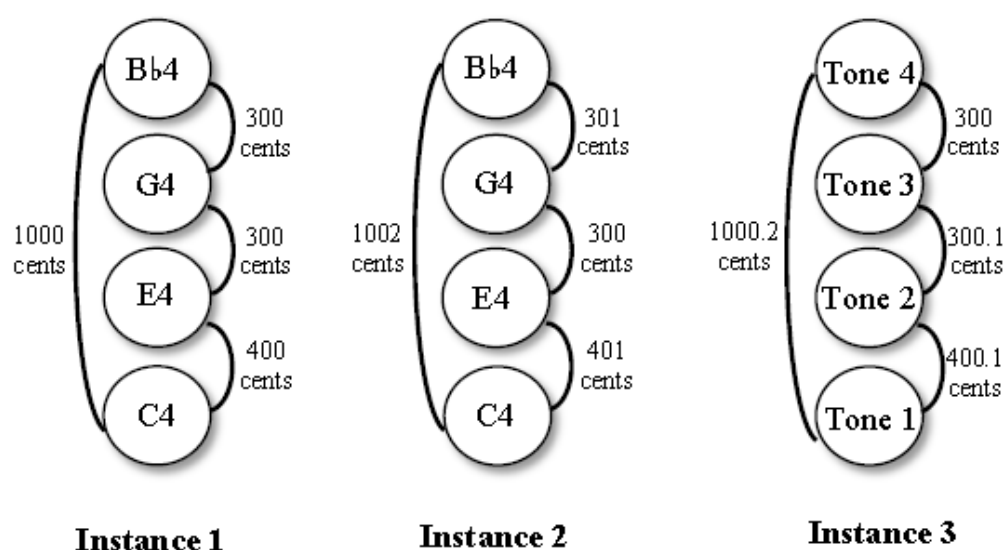 B♭4
300
cents
G4
1000
cents
300
cents
E4
400
cents
C4
Instance 1
B♭4
301
cents
G4
1002
cents
300
cents
E4
401
cents
C4
Instance 2
Tone 4
300
cents
Tone 3
1000.2
cents
300.1
cents
Tone 2
400.1
cents
Tone 1
Instance 3